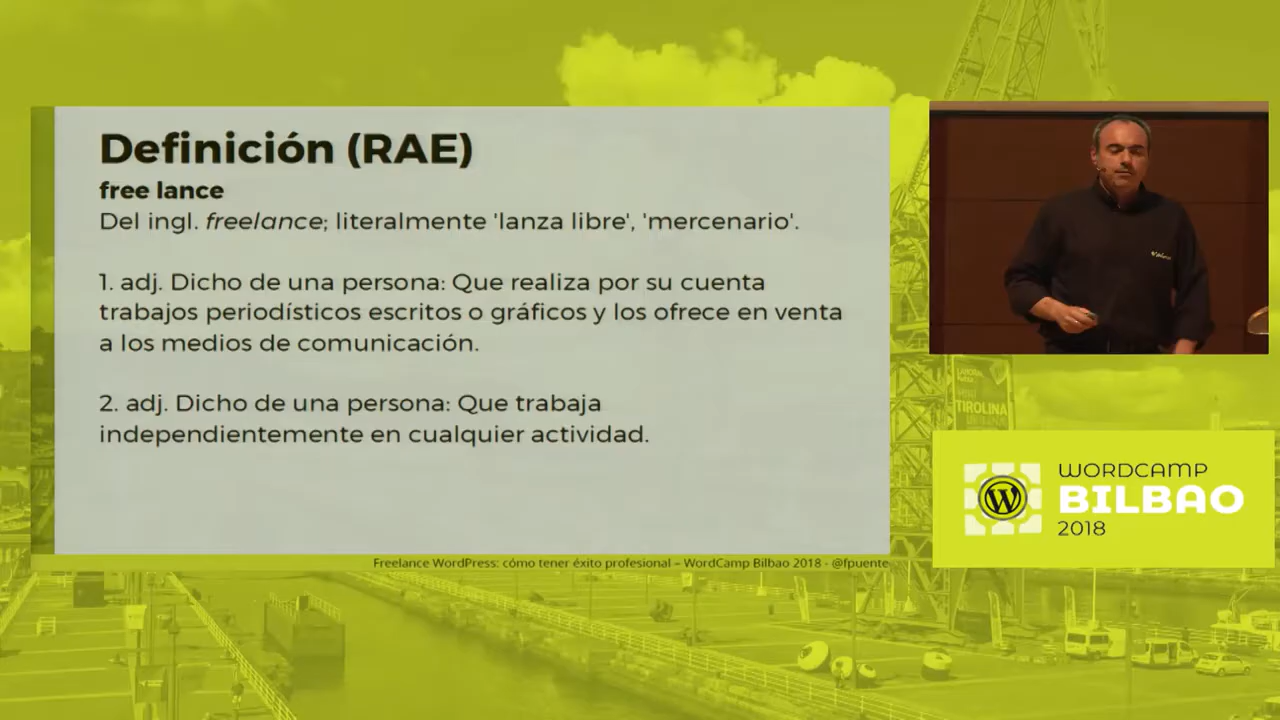 Definición (RAE)
free lance
Del ingl. freelance; literalmente 'lanza libre', 'mercenario'.
1. adj. Dicho de una persona: Que realiza por su cuenta
trabajos periodísticos escritos o gráficos y los ofrece en venta
a los medios de comunicación.
2. adj. Dicho de una persona: Que trabaja
independientemente en cualquier actividad.
Freelance WordPress: cómo tener éxito profesional – WordCamp Bilbao 2018 - @fpuente
TIROLINA
W
WORDCAMP
BILBAO
2018